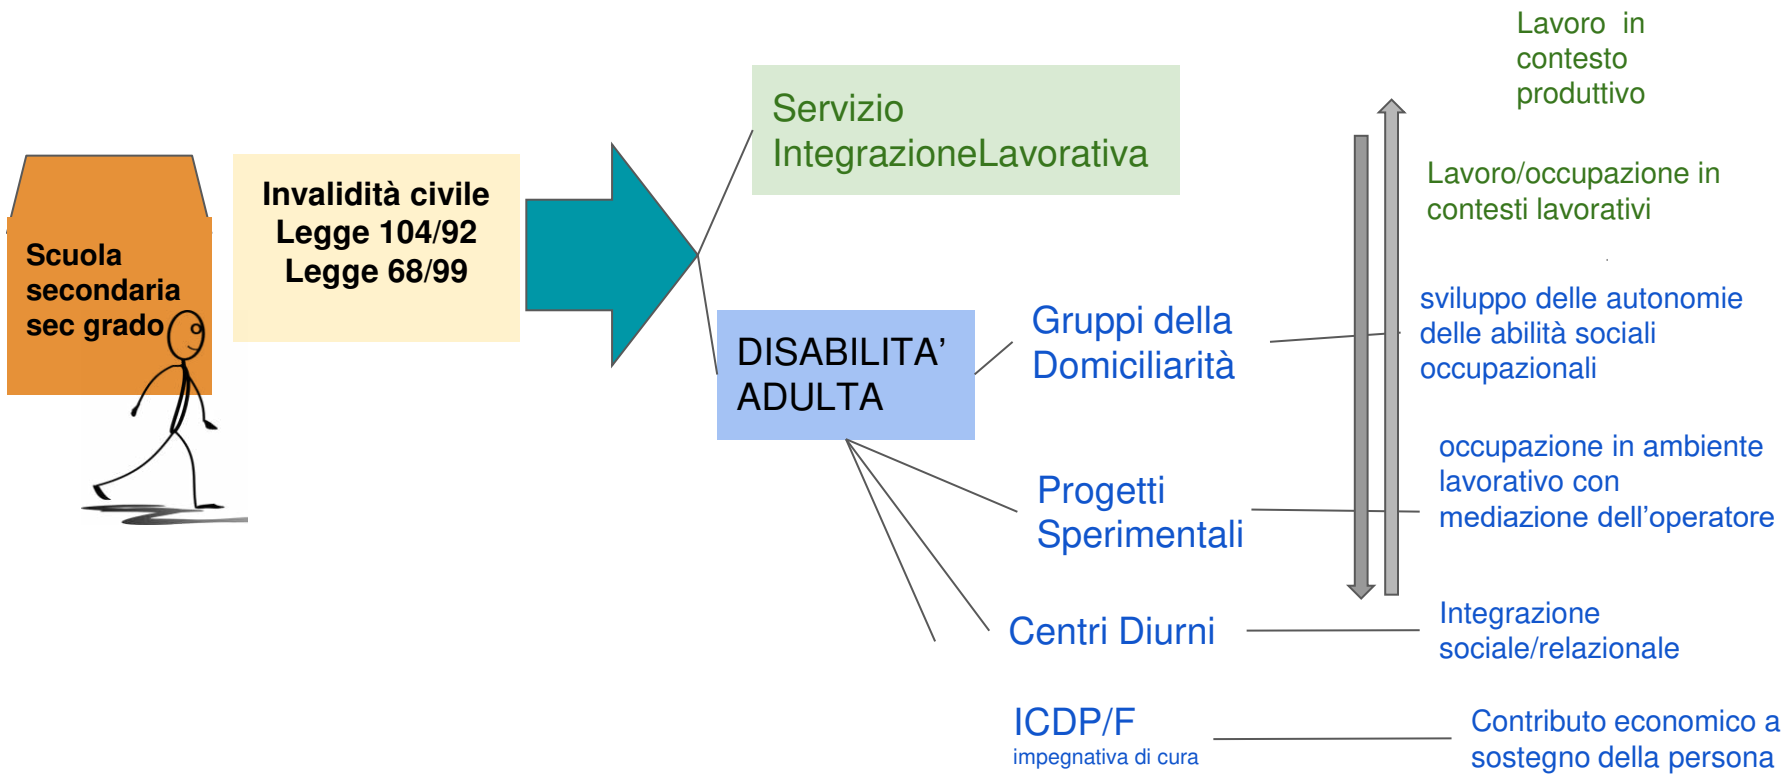 Scuola
secondaria
sec grado
Invalidità civile
Legge 104/92
Legge 68/99
Servizio
IntegrazioneLavorativa
DISABILITA’
ADULTA
Gruppi della
Domiciliarità
Progetti
Sperimentali
Centri Diurni
ICDP/F
impegnativa di cura
Lavoro in
contesto
produttivo
Lavoro/occupazione in
contesti lavorativi
.
sviluppo delle autonomie
delle abilità sociali
occupazionali
occupazione in ambiente
lavorativo con
mediazione dell’operatore
Integrazione
sociale/relazionale
Contributo economico a
sostegno della persona